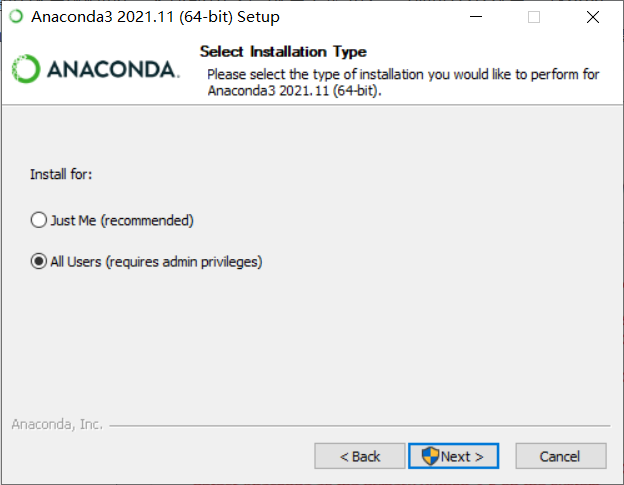 Anaconda3 2021.11 (64-bit) Setup
Select Installation Type
ANACONDA.
Please select the type of installation you would like to perform for
Anaconda3 2021.11 (64-bit).
Install for:
Just Me (recommended)
All Users (requires admin privileges)
Anaconda, Inc.
< Back
Next >
Cancel